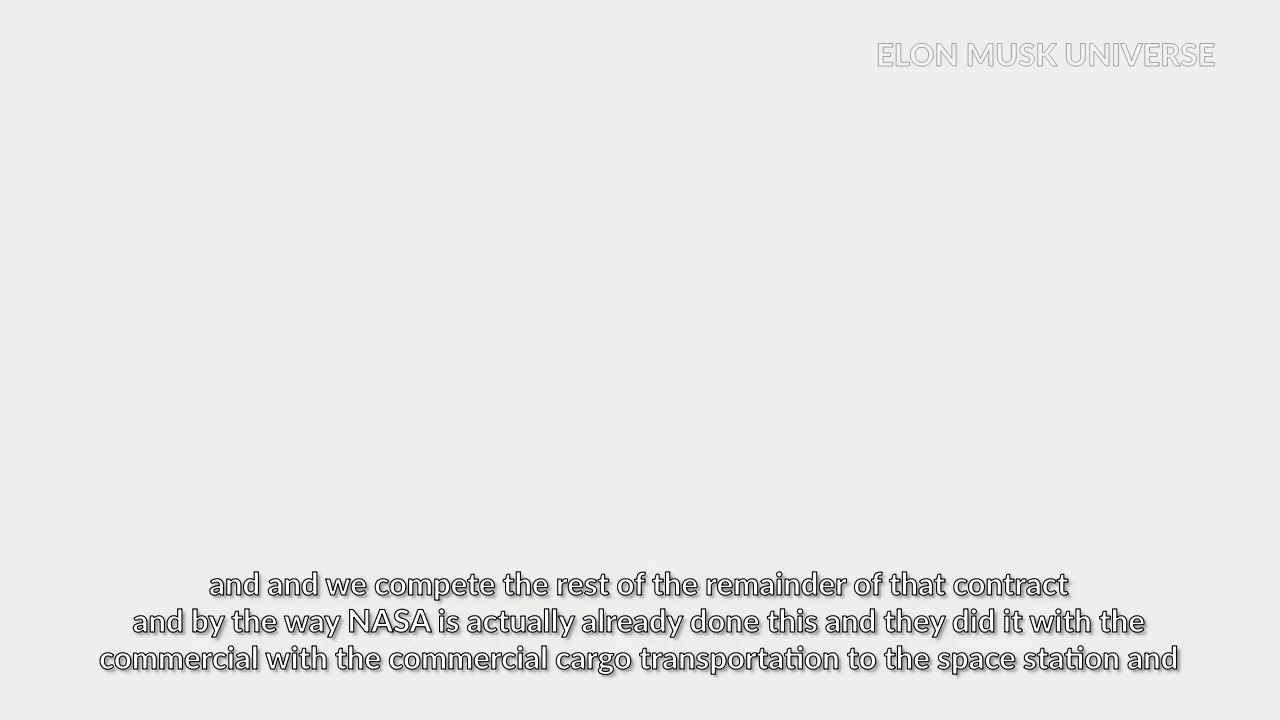 ELON MUSK UNIVERSE
and and we compete the rest of the remainder of that contract
and by the way NASA is actually already done this and they did it with the
commercial with the commercial cargo transportation to the space station and